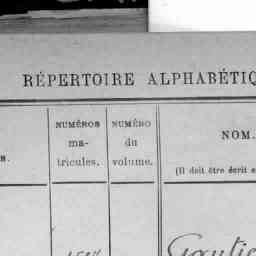 RÉPERTOIRE ALPHABÉTIQ
NUMÉROS ma- tricules.
NUMÉRO du volume.
NOM.
(Il doit être écrit e
Gautie